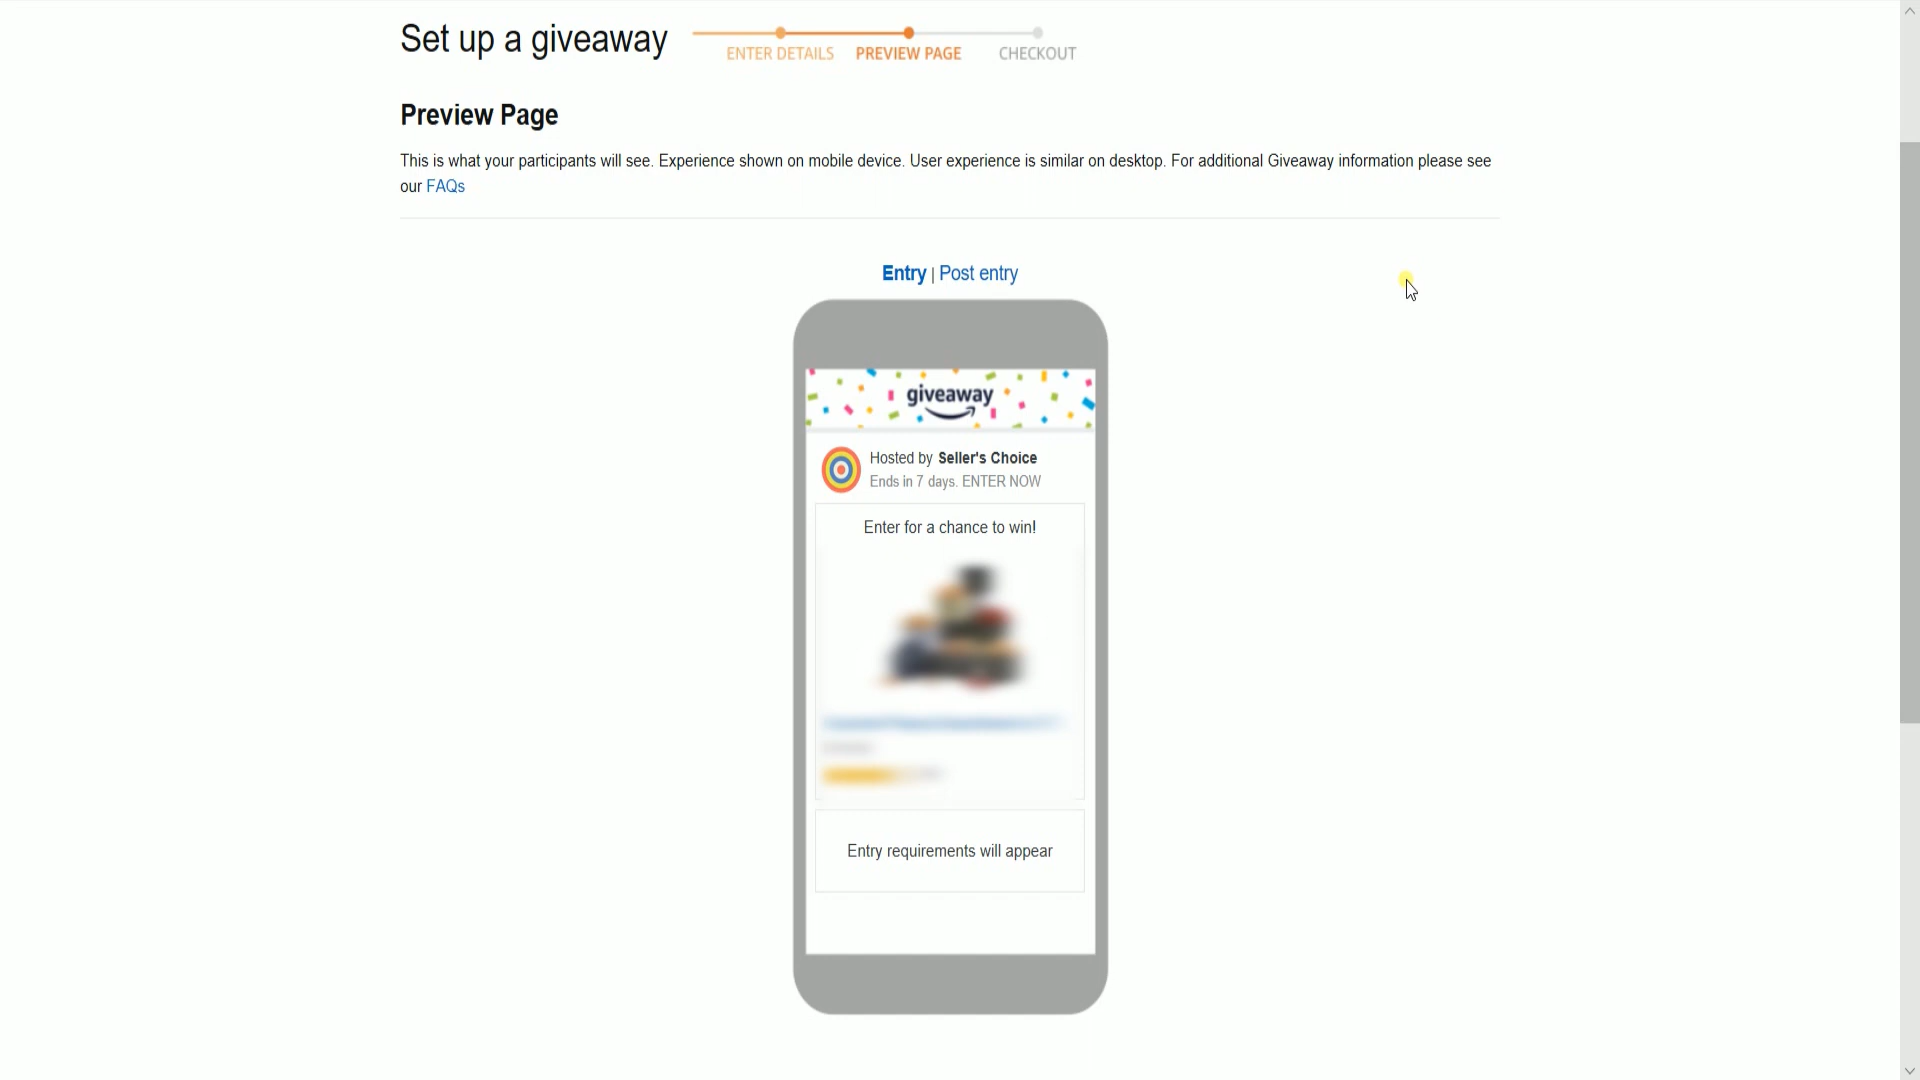 Set up a giveaway
ENTER DETAILS PREVIEW PAGE CHECKOUT
Preview Page
This is what your participants will see. Experience shown on mobile device. User experience is similar on desktop. For additional Giveaway information please see
our FAQs
Entry | Post entry
giveaway
Hosted by Seller's Choice
Ends in 7 days. ENTER NOW
Enter for a chance to win!
Entry requirements will appear